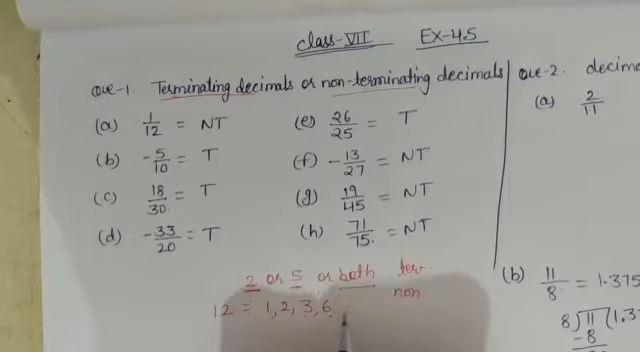 Class-VII EX-4.5
Que-1. Terminating decimals or non-terminating decimals
(a) 1/12 = NT
(b) -5/10 = T
(c) 18/30 = T
(d) -33/20 = T
(e) 26/25 = T
(f) -13/27 = NT
(g) 19/45 = NT
(h) 71/75 = NT
2 or 5 or both ter
non
12 = 1, 2, 3, 6
Que-2. decima
(a) 2/11
(b) 11/8 = 1.375
8)11(1.3
-8